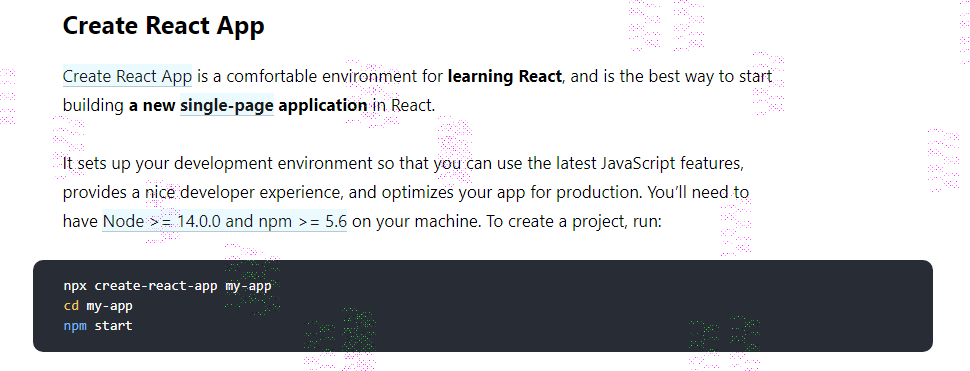 Create React App
Create React App is a comfortable environment for learning React, and is the best way to start
building a new single-page application in React.
It sets up your development environment so that you can use the latest JavaScript features,
provides a nice developer experience, and optimizes your app for production. You’ll need to
have Node >= 14.0.0 and npm >= 5.6 on your machine. To create a project, run:
npx create-react-app my-app
cd my-app
npm start